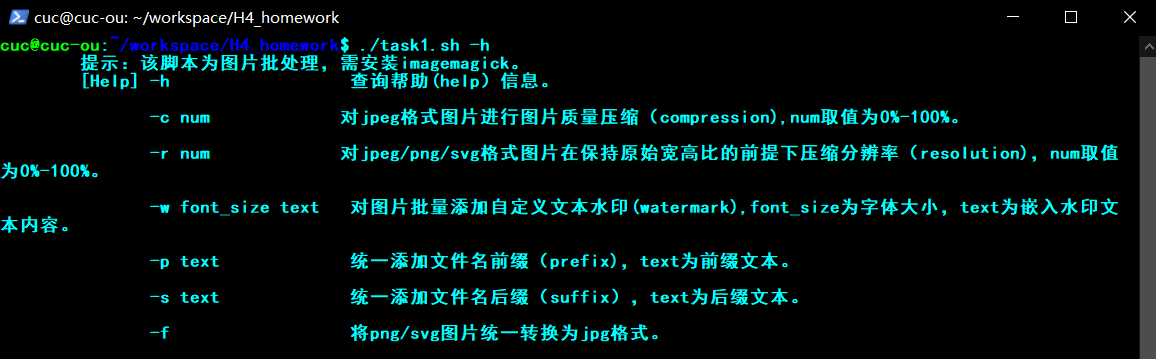 cuc@cuc-ou: ~/workspace/H4_homework
cuc@cuc-ou:~/workspace/H4_homework$ ./task1.sh -h
提示：该脚本为图片批处理，需安装imagemagick。
[Help] -h 查询帮助(help）信息。
-c num 对jpeg格式图片进行图片质量压缩（compression),num取值为0%-100%。
-r num 对jpeg/png/svg格式图片在保持原始宽高比的前提下压缩分辨率（resolution)，num取值
为0%-100%。
-w font_size text 对图片批量添加自定义文本水印(watermark),font_size为字体大小，text为嵌入水印文
本内容。
-p text 统一添加文件名前缀（prefix)，text为前缀文本。
-s text 统一添加文件名后缀（suffix），text为后缀文本。
-f 将png/svg图片统一转换为jpg格式。